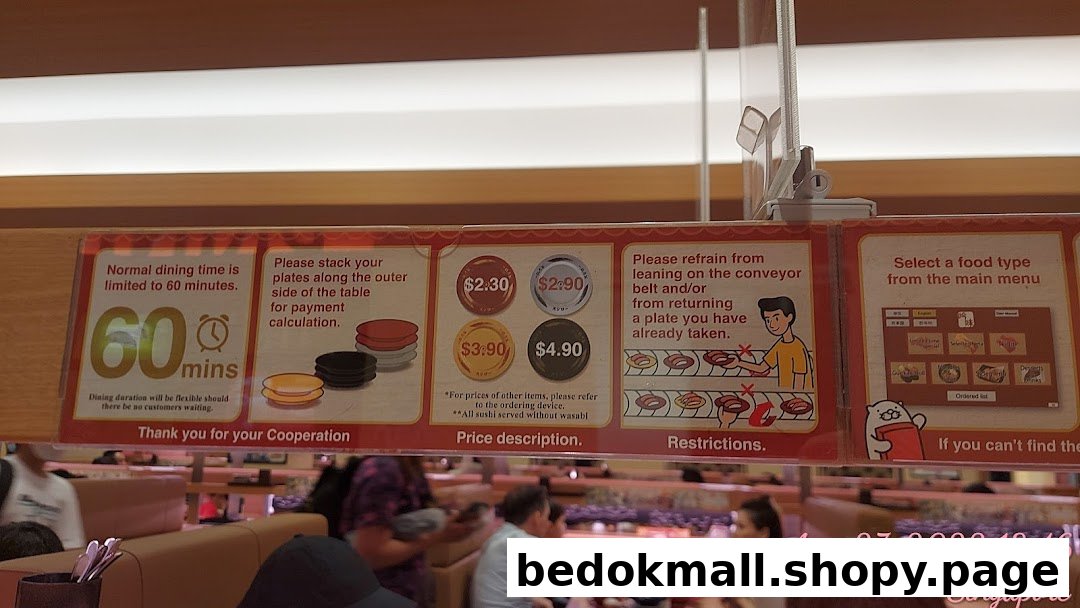 Normal dining time is
limited to 60 minutes.
60
mins
Dining duration will be flexible should
there be no customers waiting.
Please stack your
plates along the outer
side of the table
for payment
calculation.
Thank you for your Cooperation
$2.30
$2.90
$3.90
$4.90
*For prices of other items, please refer
to the ordering device.
**All sushi served without wasabi
Price description.
Please refrain from
leaning on the conveyor
belt and/or
from returning
a plate you have
already taken.
Restrictions.
Select a food type
from the main menu
Ordered list
If you can't find the
bedokmall.shopy.page
Singapore